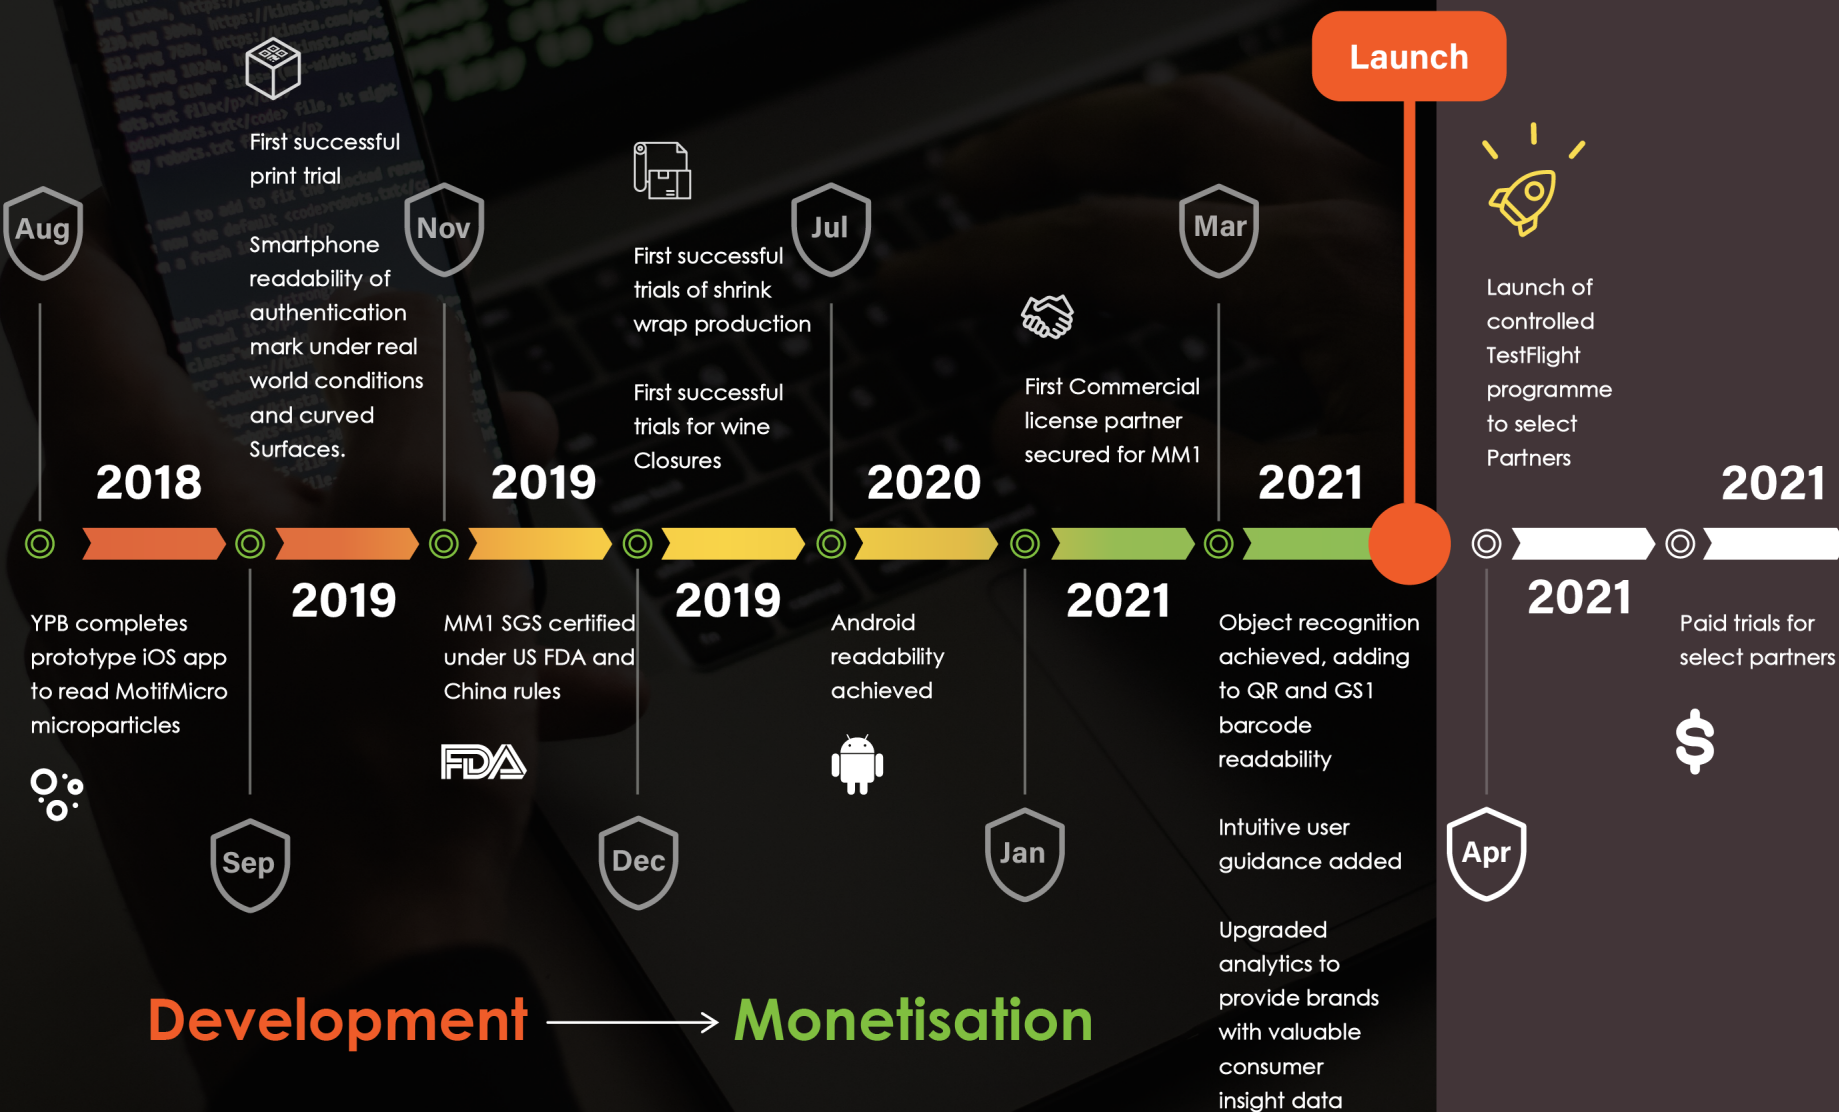 Launch
Aug
First successful
print trial
Smartphone
readability of
authentication
mark under real
world conditions
and curved
Surfaces.
Nov
First successful
trials of shrink
wrap production
First successful
trials for wine
Closures
Jul
First Commercial
license partner
secured for MM1
Mar
Launch of
controlled
TestFlight
programme
to select
Partners
2018
2019
2020
2021
2021
2019
2019
2021
2021
YPB completes
prototype iOS app
to read MotifMicro
microparticles
Sep
MM1 SGS certified
under US FDA and
China rules
FDA
Dec
Android
readability
achieved
Jan
Object recognition
achieved, adding
to QR and GS1
barcode
readability
Intuitive user
guidance added
Upgraded
analytics to
provide brands
with valuable
consumer
insight data
Apr
Paid trials for
select partners
$
Development
Monetisation